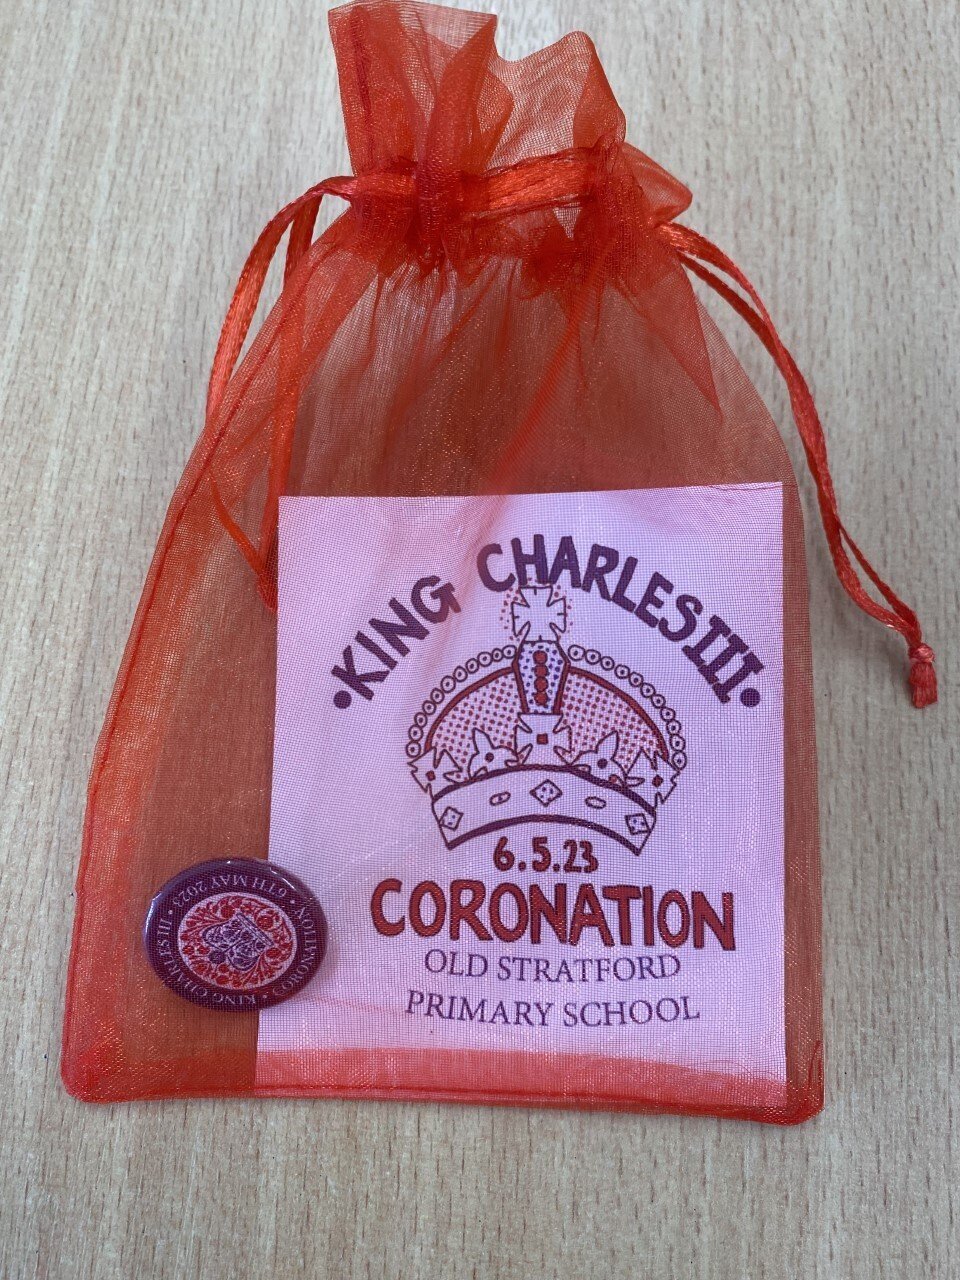 • KING CHARLES III •
6.5.23
CORONATION
OLD STRATFORD
PRIMARY SCHOOL
• KING CHARLES III • 6TH MAY 2023 • CORONATION